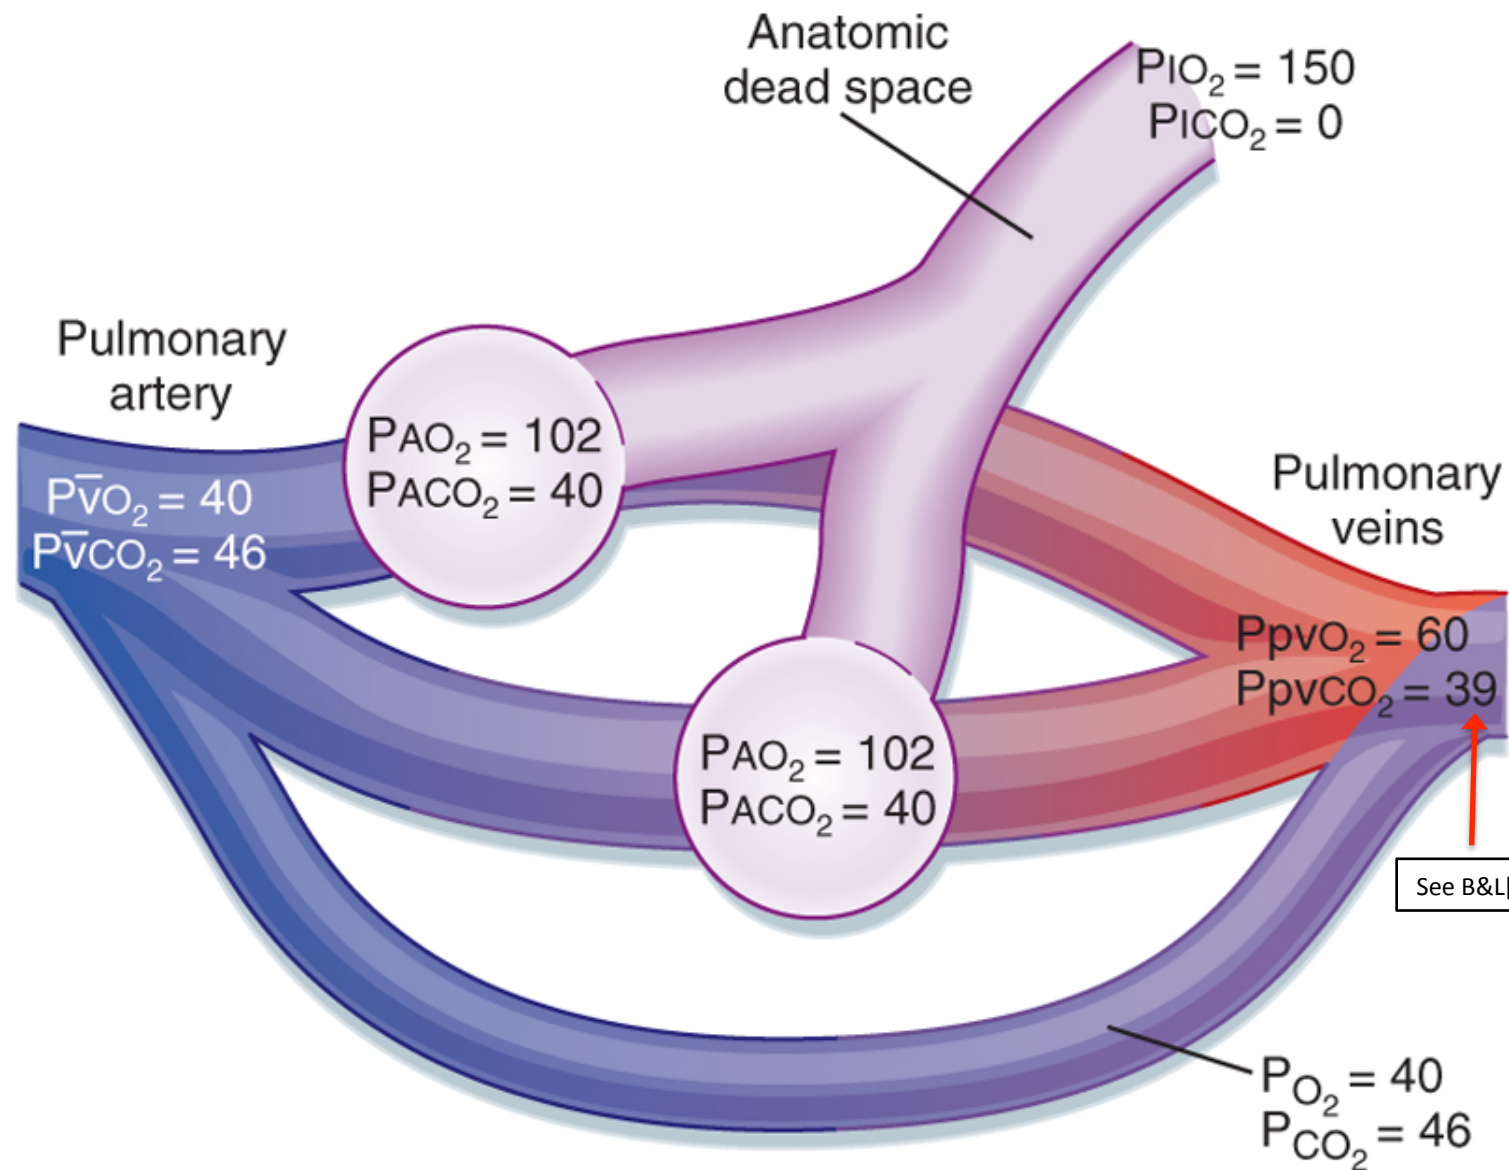 Anatomic
dead space
PIO₂ = 150
PICO₂ = 0
Pulmonary
artery
PAO₂ = 102
PACO₂ = 40
Pv̄O₂ = 40
Pv̄CO₂ = 46
Pulmonary
veins
PpvO₂ = 60
PpvCO₂ = 39
PAO₂ = 102
PACO₂ = 40
See B&L
PO₂ = 40
PCO₂ = 46